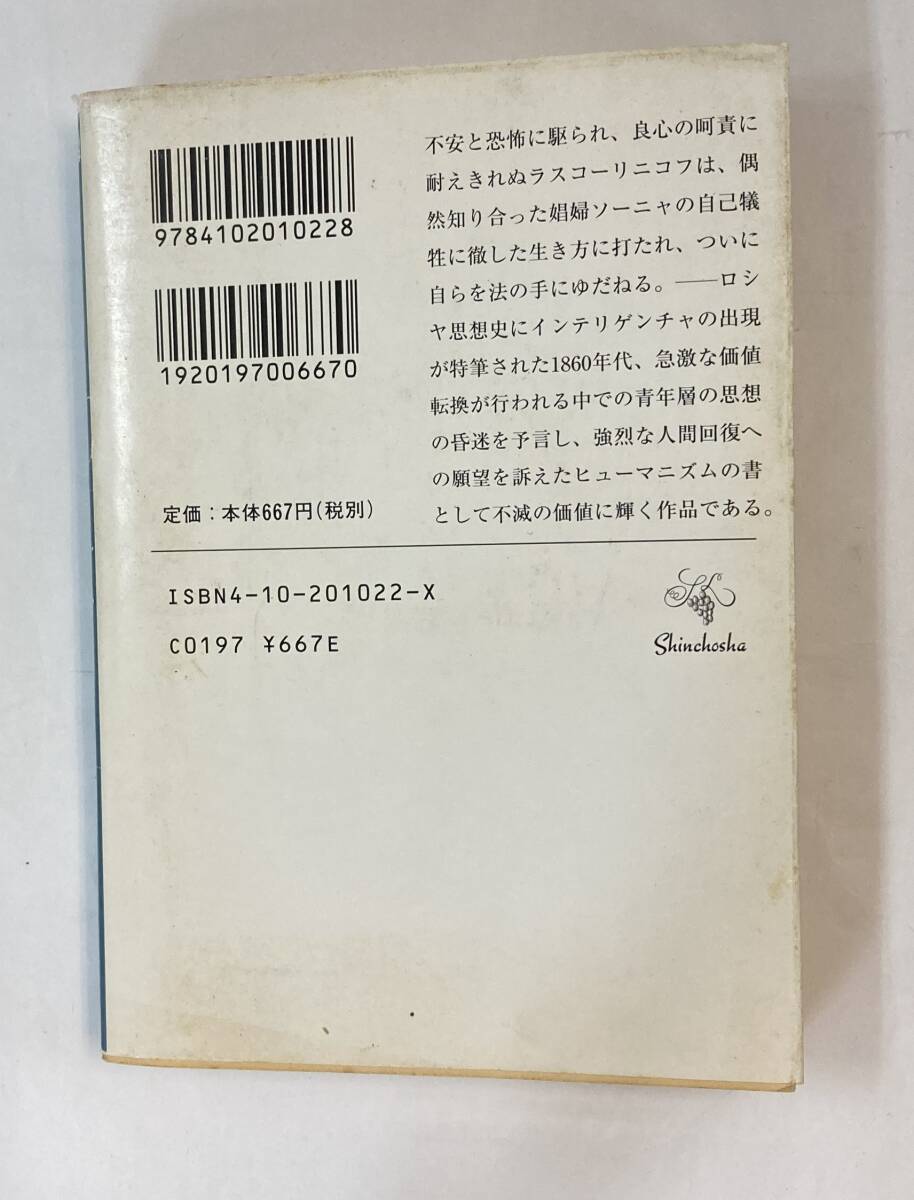 9784102010228
1920197006670
定価：本体667円（税別）
不安と恐怖に駆られ、良心の呵責に
耐えきれぬラスコーリニコフは、偶
然知り合った娼婦ソーニャの自己犠
牲に徹した生き方に打たれ、ついに
自らを法の手にゆだねる。――ロシ
ヤ思想史にインテリゲンチャの出現
が特筆された1860年代、急激な価値
転換が行われる中での青年層の思想
の昏迷を予言し、強烈な人間回復へ
の願望を訴えたヒューマニズムの書
として不滅の価値に輝く作品である。
ISBN4-10-201022-X
C0197 ¥667E
Shinchosha